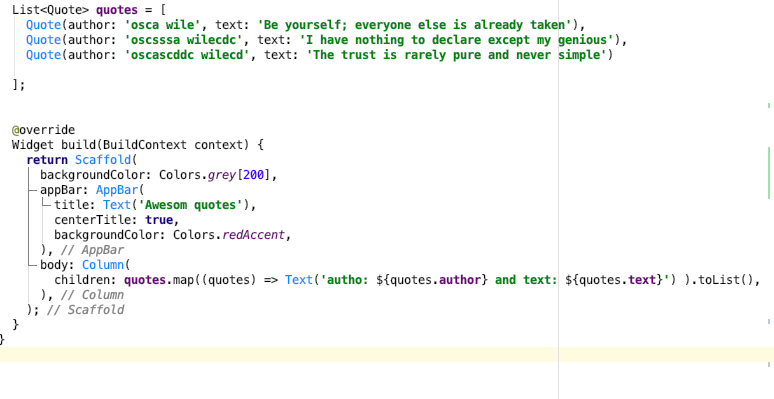 List<Quote> quotes = [
Quote(author: 'osca wile', text: 'Be yourself; everyone else is already taken'),
Quote(author: 'oscsssa wilecdc', text: 'I have nothing to declare except my genious'),
Quote(author: 'oscascddc wilecd', text: 'The trust is rarely pure and never simple')
];
@override
Widget build(BuildContext context) {
return Scaffold(
backgroundColor: Colors.grey[200],
appBar: AppBar(
title: Text('Awesom quotes'),
centerTitle: true,
backgroundColor: Colors.redAccent,
), // AppBar
body: Column(
children: quotes.map((quotes) => Text('autho: ${quotes.author} and text: ${quotes.text}') ).toList(),
), // Column
); // Scaffold
}
}